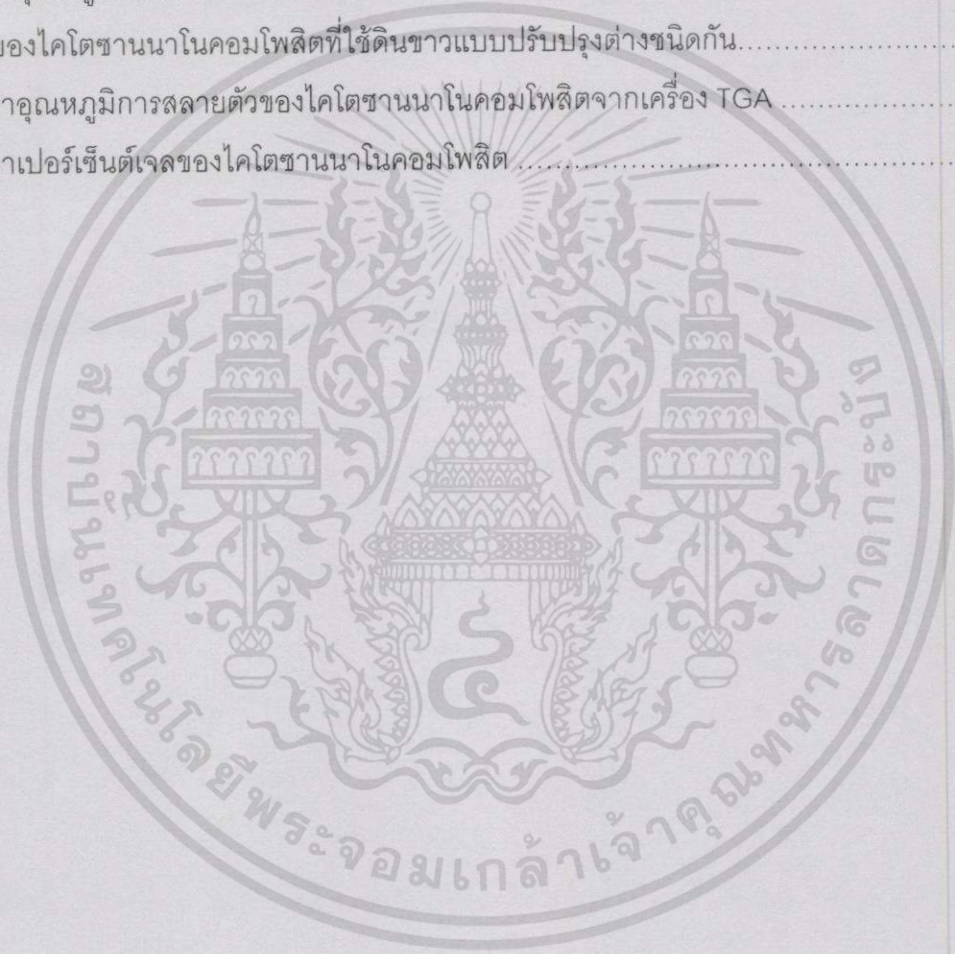 ของไคโตซานนาโนคอมโพสิตที่ใช้ดินขาวแบบปรับปรุงต่างชนิดกัน
าอุณหภูมิการสลายตัวของไคโตซานนาโนคอมโพสิตจากเครื่อง TGA
าเปอร์เซ็นต์เจลของไคโตซานนาโนคอมโพสิต
สถาบันเทคโนโลยีพระจอมเกล้าเจ้าคุณทหารลาดกระบัง